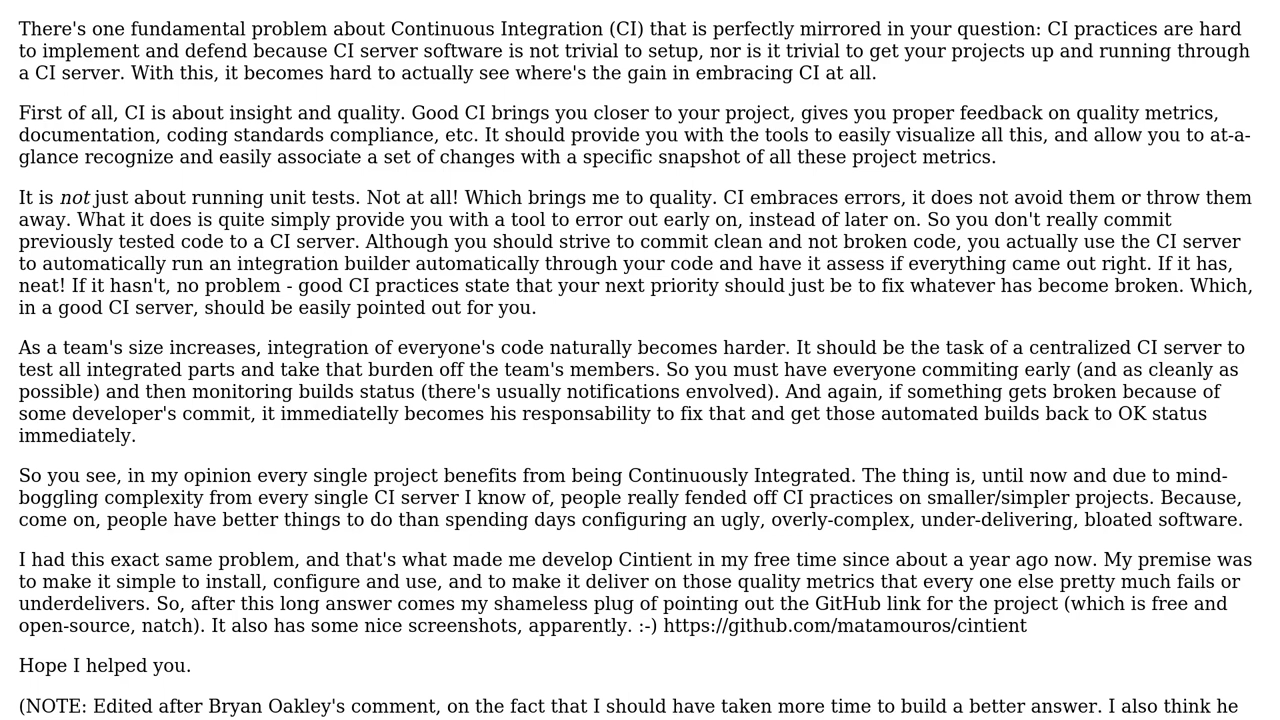 There's one fundamental problem about Continuous Integration (CI) that is perfectly mirrored in your question: CI practices are hard
to implement and defend because CI server software is not trivial to setup, nor is it trivial to get your projects up and running through
a CI server. With this, it becomes hard to actually see where's the gain in embracing CI at all.
First of all, CI is about insight and quality. Good CI brings you closer to your project, gives you proper feedback on quality metrics,
documentation, coding standards compliance, etc. It should provide you with the tools to easily visualize all this, and allow you to at-a-
glance recognize and easily associate a set of changes with a specific snapshot of all these project metrics.
It is not just about running unit tests. Not at all! Which brings me to quality. CI embraces errors, it does not avoid them or throw them
away. What it does is quite simply provide you with a tool to error out early on, instead of later on. So you don't really commit
previously tested code to a CI server. Although you should strive to commit clean and not broken code, you actually use the CI server
to automatically run an integration builder automatically through your code and have it assess if everything came out right. If it has,
neat! If it hasn't, no problem - good CI practices state that your next priority should just be to fix whatever has become broken. Which,
in a good CI server, should be easily pointed out for you.
As a team's size increases, integration of everyone's code naturally becomes harder. It should be the task of a centralized CI server to
test all integrated parts and take that burden off the team's members. So you must have everyone commiting early (and as cleanly as
possible) and then monitoring builds status (there's usually notifications envolved). And again, if something gets broken because of
some developer's commit, it immediatelly becomes his responsability to fix that and get those automated builds back to OK status
immediately.
So you see, in my opinion every single project benefits from being Continuously Integrated. The thing is, until now and due to mind-
boggling complexity from every single CI server I know of, people really fended off CI practices on smaller/simpler projects. Because,
come on, people have better things to do than spending days configuring an ugly, overly-complex, under-delivering, bloated software.
I had this exact same problem, and that's what made me develop Cintient in my free time since about a year ago now. My premise was
to make it simple to install, configure and use, and to make it deliver on those quality metrics that every one else pretty much fails or
underdelivers. So, after this long answer comes my shameless plug of pointing out the GitHub link for the project (which is free and
open-source, natch). It also has some nice screenshots, apparently. :-) https://github.com/matamouros/cintient
Hope I helped you.
(NOTE: Edited after Bryan Oakley's comment, on the fact that I should have taken more time to build a better answer. I also think he